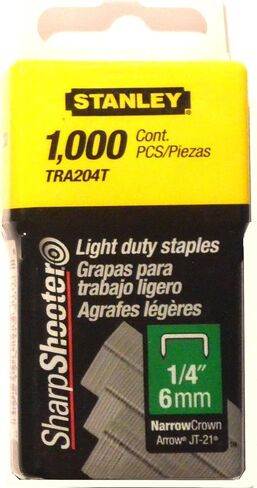 STANLEY
1,000 Cont.
PCS/Piezas
TRA204T
SharpShooter
Light duty staples
Grapas para
trabajo ligero
Agrafes légères
1/4"
6mm
NarrowCrown
Arrow® JT-21®